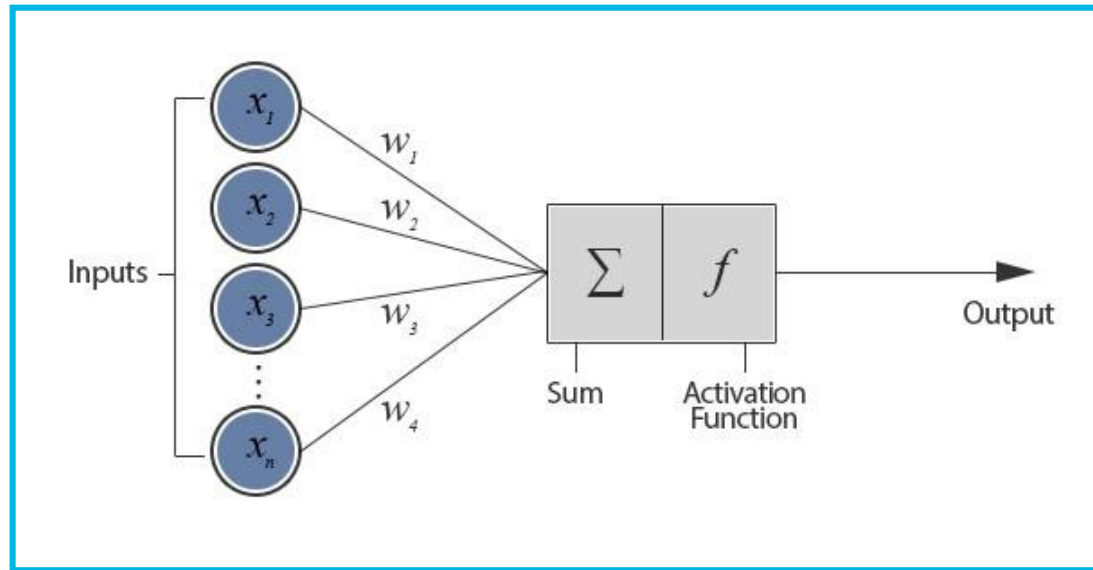 x₁
w₁
x₂
w₂
Inputs
x₃
w₃
Σ f
Output
Sum
Activation
Function
w₄
xₙ